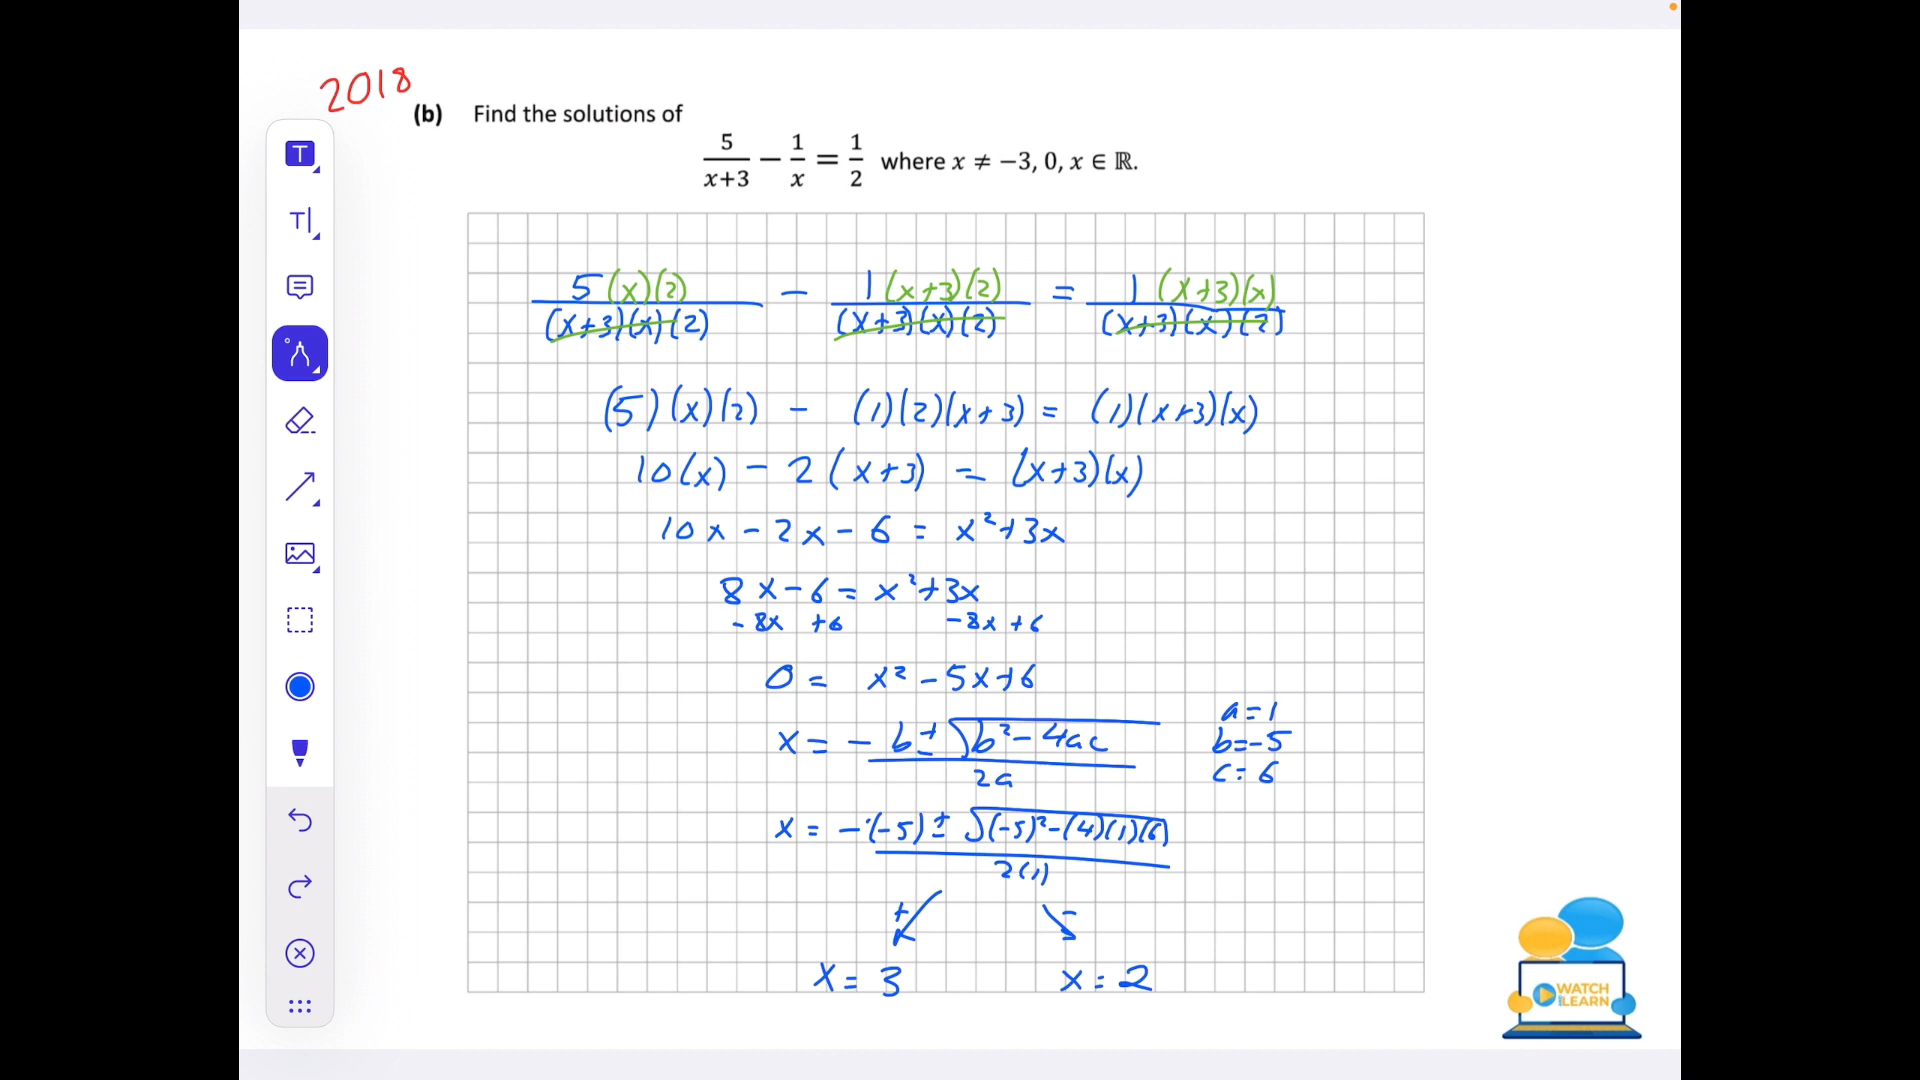 2018
(b) Find the solutions of
5/(x+3) − 1/x = 1/2 where x ≠ −3, 0, x ∈ ℝ.
5(x)(2)/(x+3)(x)(2) − 1(x+3)(2)/(x+3)(x)(2) = 1(x+3)(x)/(x+3)(x)(2)
(5)(x)(2) − (1)(2)(x+3) = (1)(x+3)(x)
10(x) − 2(x+3) = (x+3)(x)
10x − 2x − 6 = x²+3x
8x − 6 = x²+3x
−8x +6 −8x +6
0 = x² − 5x+6
x = −b ± √(b² − 4ac) / 2a
a=1
b=−5
c=6
x = −(−5) ± √((−5)²−(4)(1)(6)) / 2(1)
+ −
x = 3 x = 2
WATCH
LEARN
T
T|